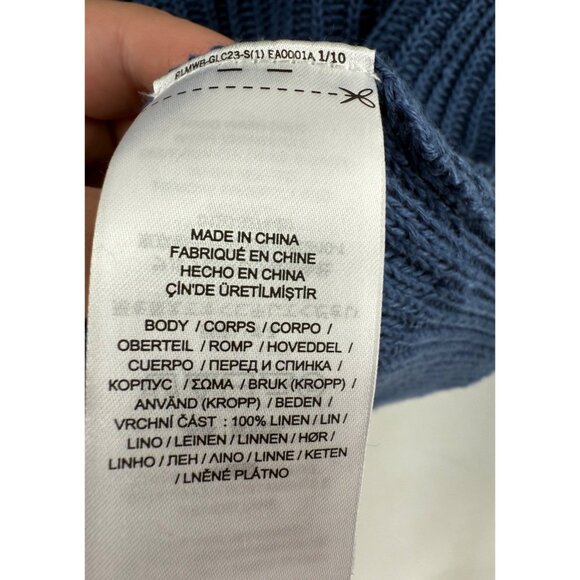 RLMWB-GLC23-S(1) EA0001A 1/10
MADE IN CHINA
FABRIQUÉ EN CHINE
HECHO EN CHINA
ÇİN'DE ÜRETİLMİŞTİR
BODY / CORPS / CORPO /
OBERTEIL / ROMP / HOVEDDEL /
CUERPO / ПЕРЕД И СПИНКА /
КОРПУС / ΣΩΜΑ / BRUK (KROPP) /
ANVÄND (KROPP) / BEDEN /
VRCHNÍ ČÁST : 100% LINEN / LIN /
LINO / LEINEN / LINNEN / HØR /
LINHO / ЛЕН / ΛΙΝΟ / LINNE / KETEN
/ LNĚNÉ PLÁTNO